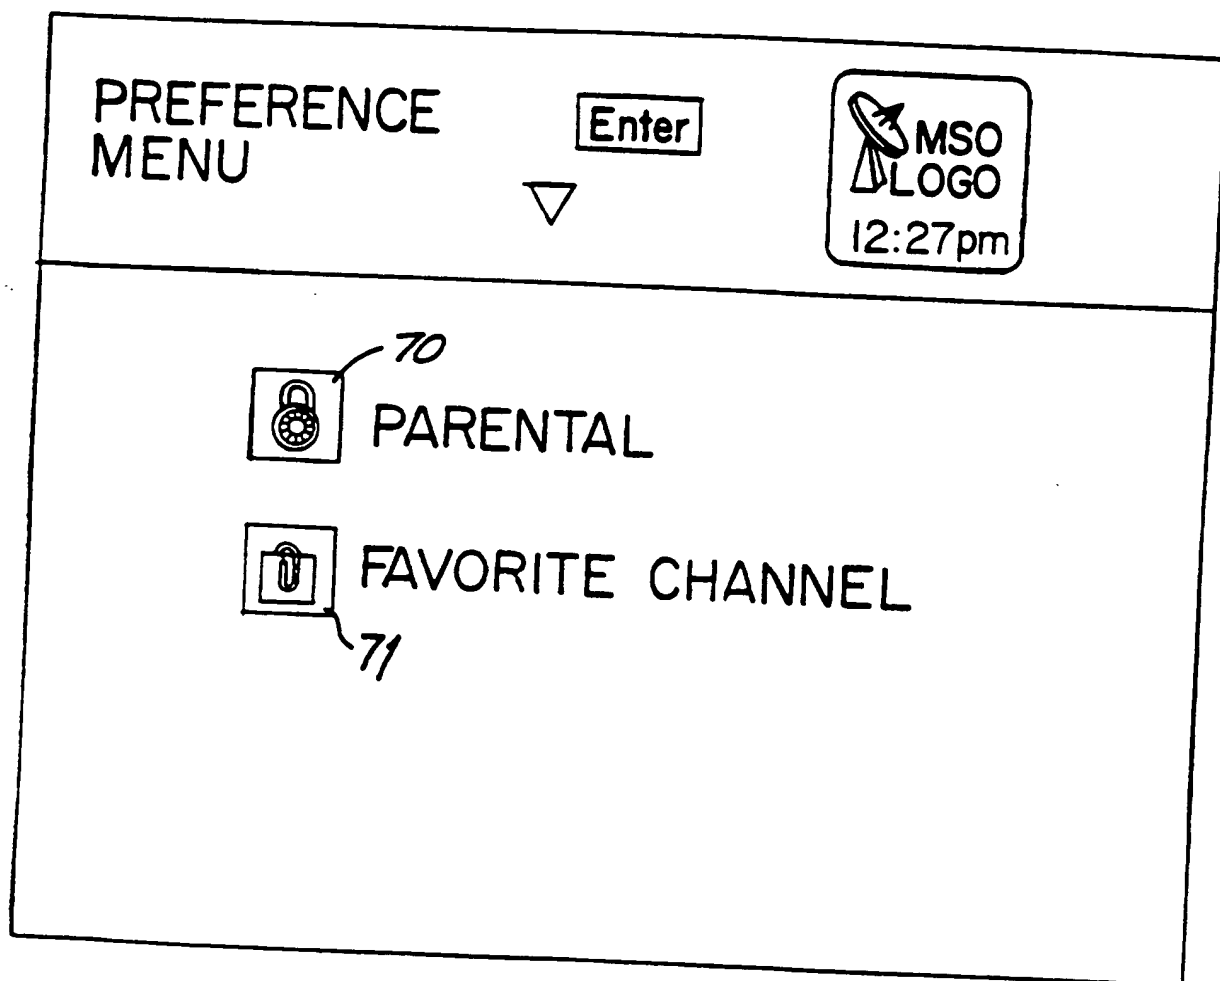 PREFERENCE
MENU
Enter
MSO
LOGO
12:27pm
70
PARENTAL
FAVORITE CHANNEL
71